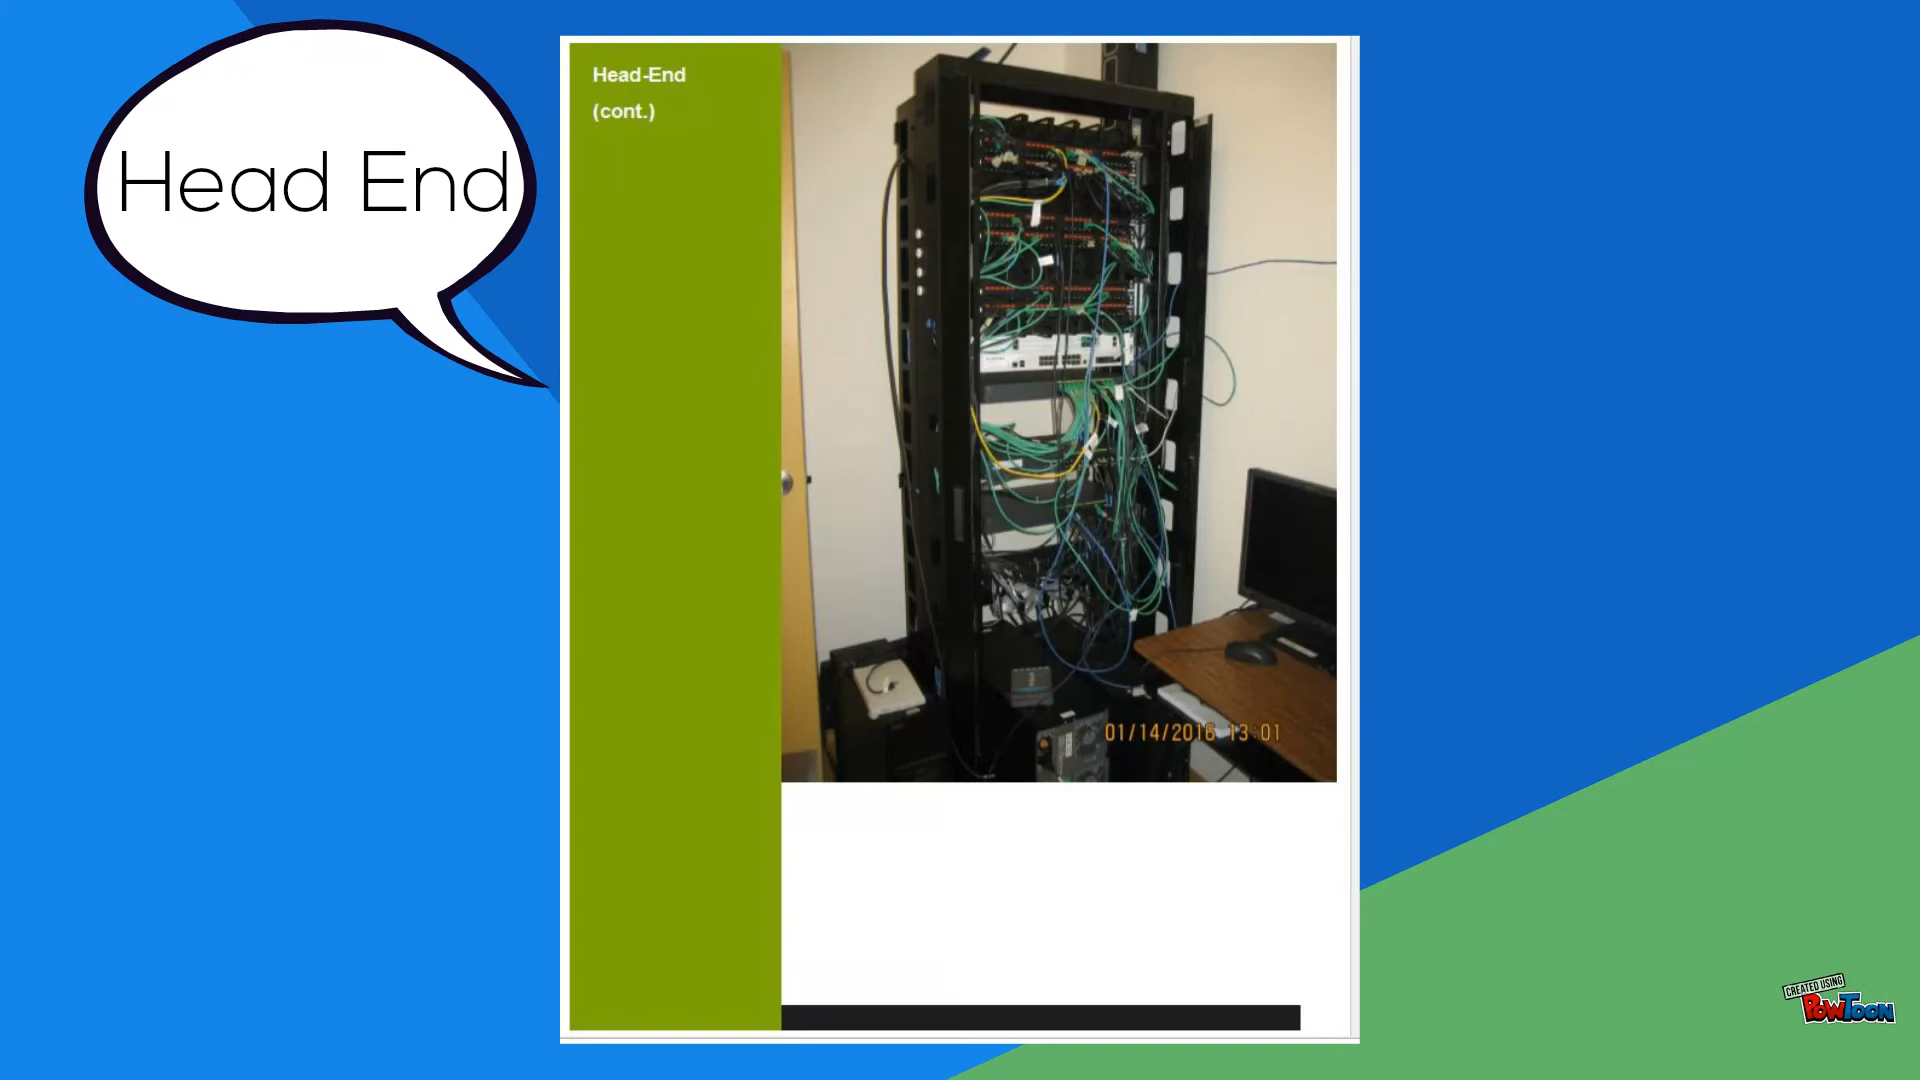 Head End
Head-End
(cont.)
01/14/2016 13:01
CREATED USING
POWTOON